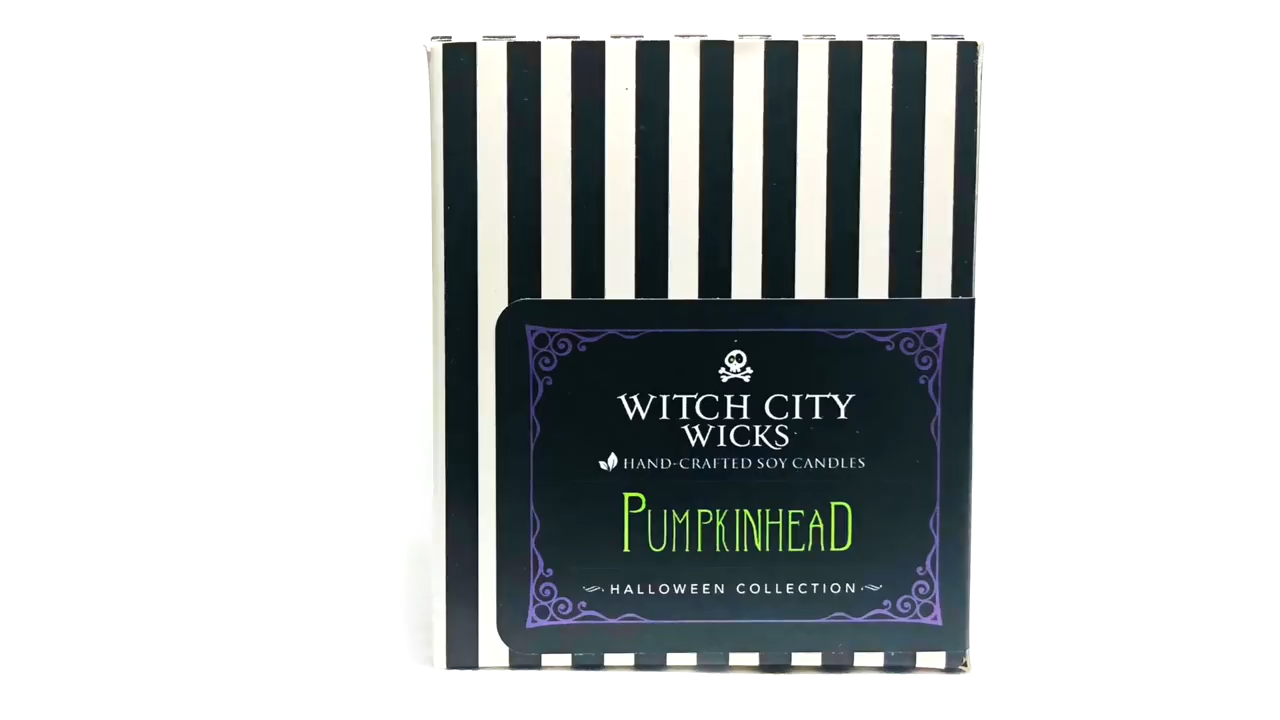 WITCH CITY
WICKS
HAND-CRAFTED SOY CANDLES
PUMPKINHEAD
HALLOWEEN COLLECTION